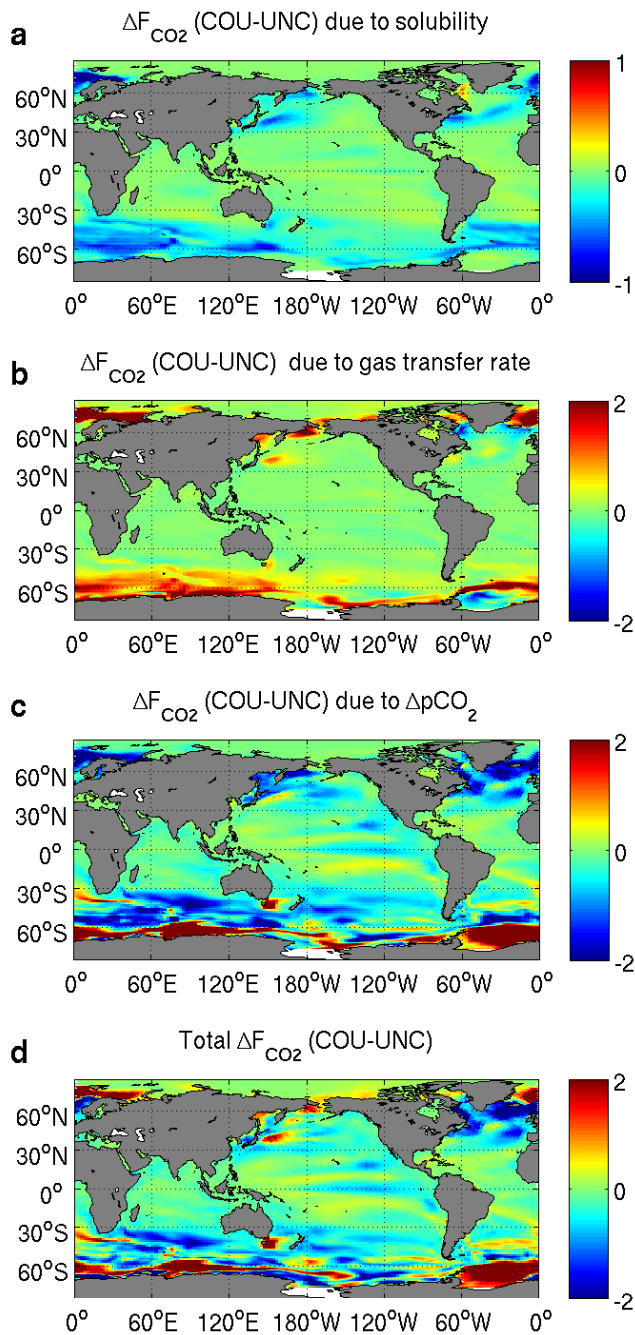 a
ΔF_CO2 (COU-UNC) due to solubility
60°N
30°N
0°
30°S
60°S
0° 60°E 120°E 180°W 120°W 60°W 0°
1
0
-1
b
ΔF_CO2 (COU-UNC) due to gas transfer rate
60°N
30°N
0°
30°S
60°S
0° 60°E 120°E 180°W 120°W 60°W 0°
2
0
-2
c
ΔF_CO2 (COU-UNC) due to ΔpCO₂
60°N
30°N
0°
30°S
60°S
0° 60°E 120°E 180°W 120°W 60°W 0°
2
0
-2
d
Total ΔF_CO2 (COU-UNC)
60°N
30°N
0°
30°S
60°S
0° 60°E 120°E 180°W 120°W 60°W 0°
2
0
-2